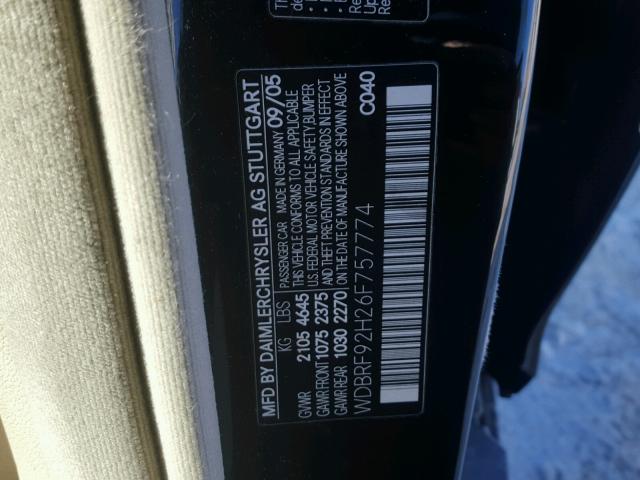 MFD BY DAIMLERCHRYSLER AG STUTTGART
PASSENGER CAR MADE IN GERMANY 09/05
KG LBS THIS VEHICLE CONFORMS TO ALL APPLICABLE
GVWR 2105 4645 U.S. FEDERAL MOTOR VEHICLE SAFETY, BUMPER
GAWR FRONT 1075 2375 AND THEFT PREVENTION STANDARDS IN EFFECT
GAWR REAR 1030 2270 ON THE DATE OF MANUFACTURE SHOWN ABOVE
WDBRF92H26F757774 C040